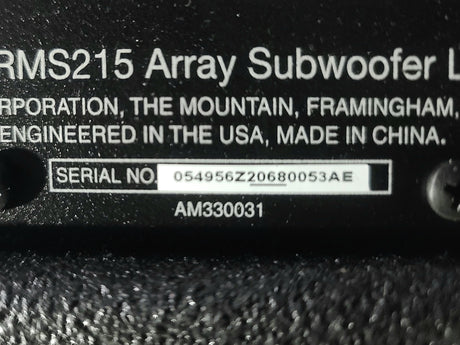 RMS215 Array Subwoofer L
RPORATION, THE MOUNTAIN, FRAMINGHAM,
ENGINEERED IN THE USA, MADE IN CHINA.
SERIAL NO. 054956Z20680053AE
AM330031